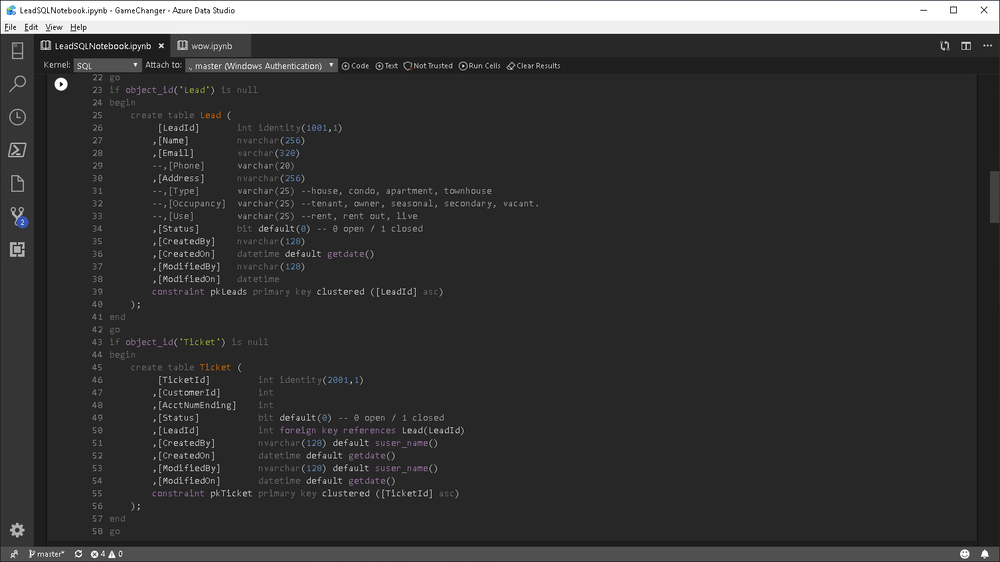 LeadSQLNotebook.ipynb - GameChanger - Azure Data Studio
File Edit View Help
LeadSQLNotebook.ipynb wow.ipynb
Kernel: SQL Attach to: ., master (Windows Authentication) Code Text Not Trusted Run Cells Clear Results
22 go
23 if object_id('Lead') is null
24 begin
25 create table Lead (
26 [LeadId] int identity(1001,1)
27 ,[Name] nvarchar(256)
28 ,[Email] varchar(320)
29 --,[Phone] varchar(20)
30 ,[Address] nvarchar(256)
31 --,[Type] varchar(25) --house, condo, apartment, townhouse
32 --,[Occupancy] varchar(25) --tenant, owner, seasonal, secondary, vacant.
33 --,[Use] varchar(25) --rent, rent out, live
34 ,[Status] bit default(0) -- 0 open / 1 closed
35 ,[CreatedBy] nvarchar(128)
36 ,[CreatedOn] datetime default getdate()
37 ,[ModifiedBy] nvarchar(128)
38 ,[ModifiedOn] datetime
39 constraint pkLeads primary key clustered ([LeadId] asc)
40 );
41 end
42 go
43 if object_id('Ticket') is null
44 begin
45 create table Ticket (
46 [TicketId] int identity(2001,1)
47 ,[CustomerId] int
48 ,[AcctNumEnding] int
49 ,[Status] bit default(0) -- 0 open / 1 closed
50 ,[LeadId] int foreign key references Lead(LeadId)
51 ,[CreatedBy] nvarchar(128) default suser_name()
52 ,[CreatedOn] datetime default getdate()
53 ,[ModifiedBy] nvarchar(128) default suser_name()
54 ,[ModifiedOn] datetime default getdate()
55 constraint pkTicket primary key clustered ([TicketId] asc)
56 );
57 end
58 go
2
master* 4 0